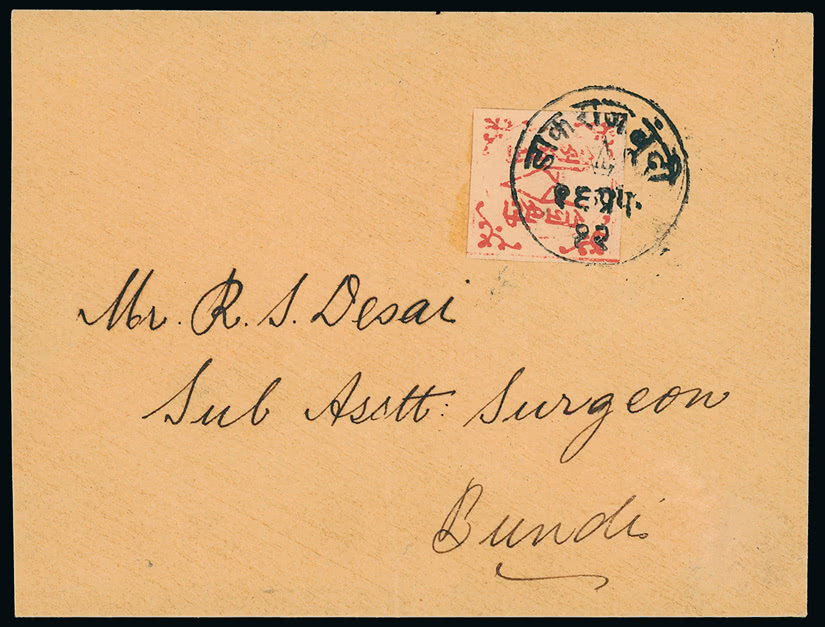 डाक राज बूंदी
Mr. R. S. Desai
Sub Asstt: Surgeon
Bundi